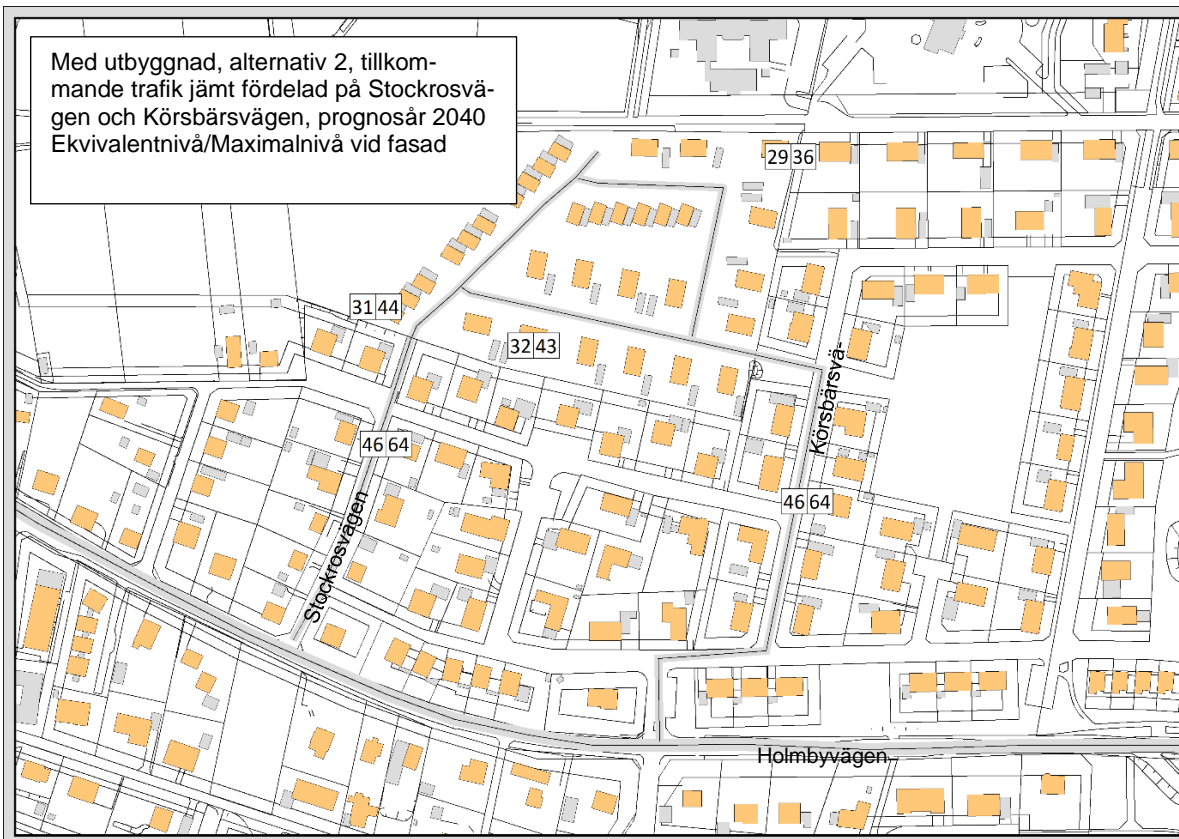 Med utbyggnad, alternativ 2, tillkom-
mande trafik jämt fördelad på Stockrosvä-
gen och Körsbärsvägen, prognosår 2040
Ekvivalentnivå/Maximalnivå vid fasad
29 36
31 44
32 43
Körsbärsvä-
46 64
46 64
Stockrosvägen
Holmbyvägen